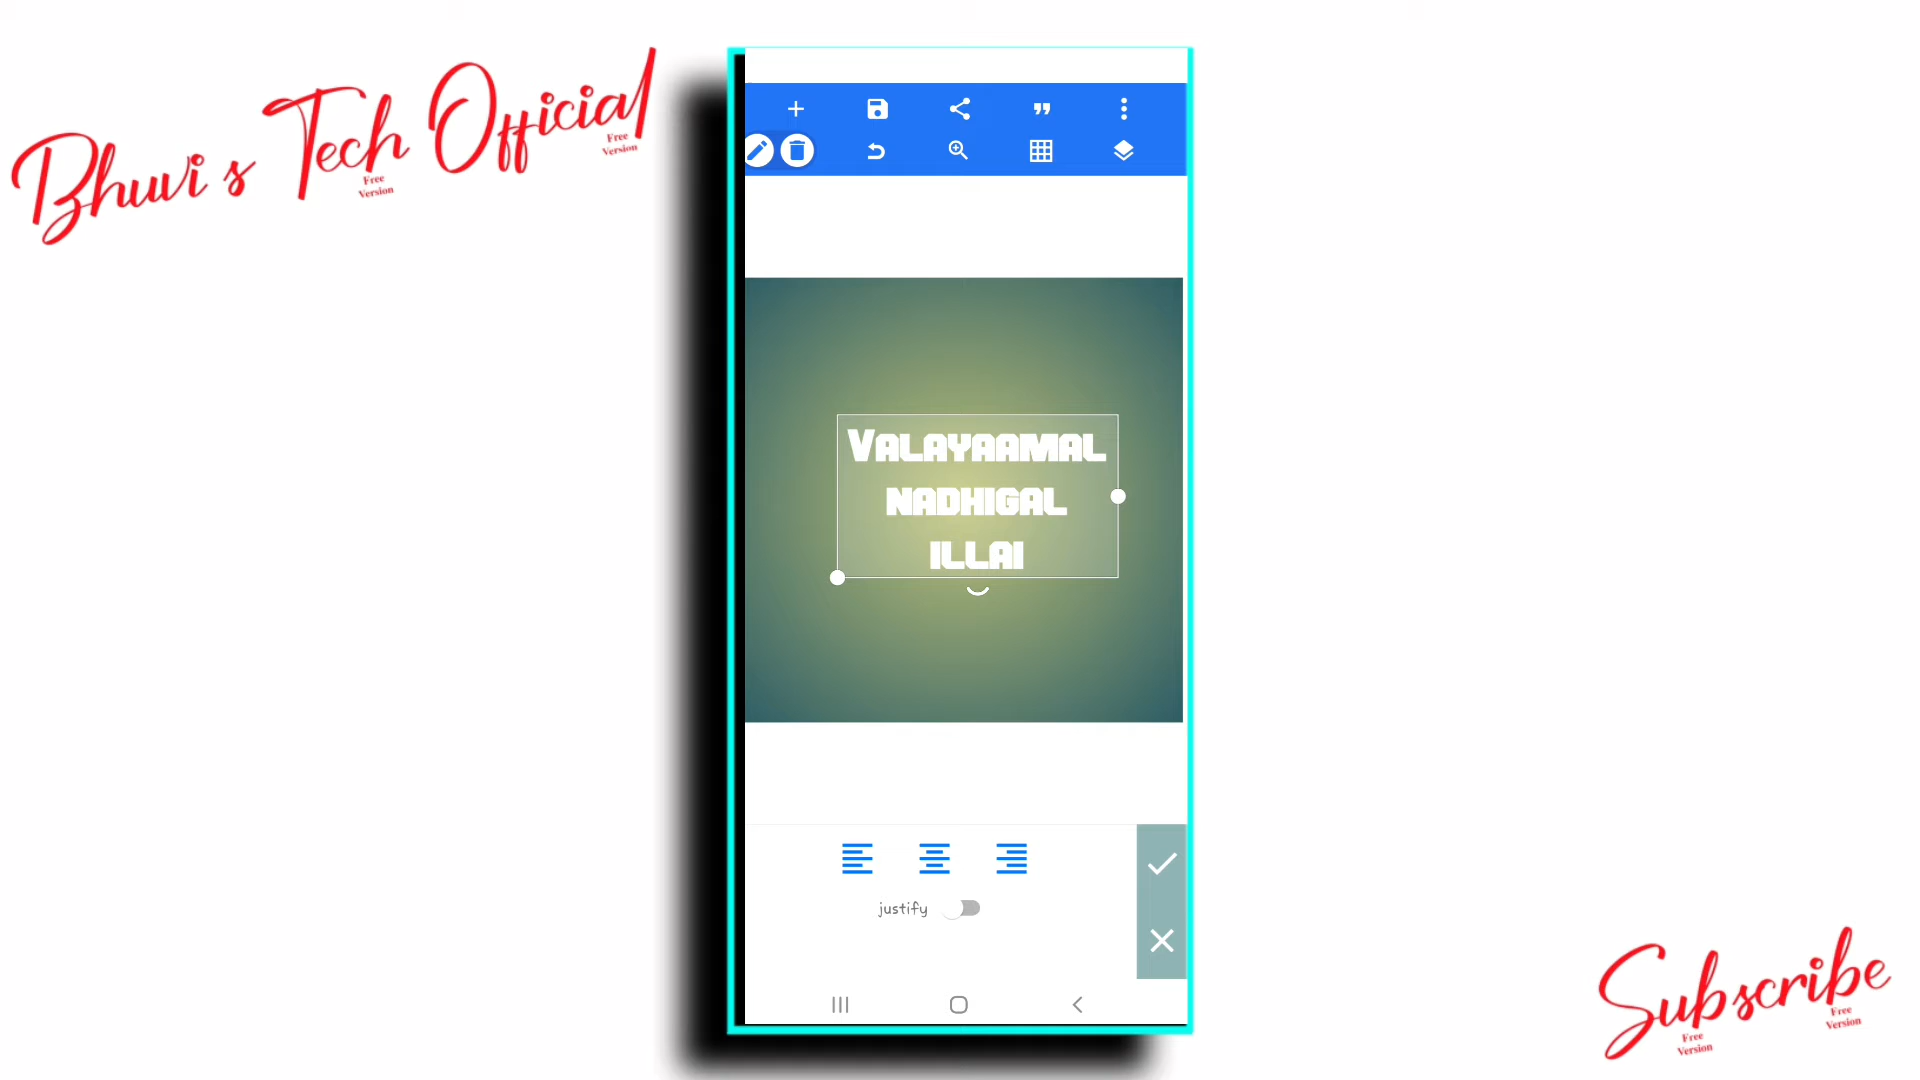 Bhuvi s Tech Official
Free
Version
Free
Version
VALAYAAMAL
NADHIGAL
ILLAI
justify
Subscribe
Free
Version
Free
Version